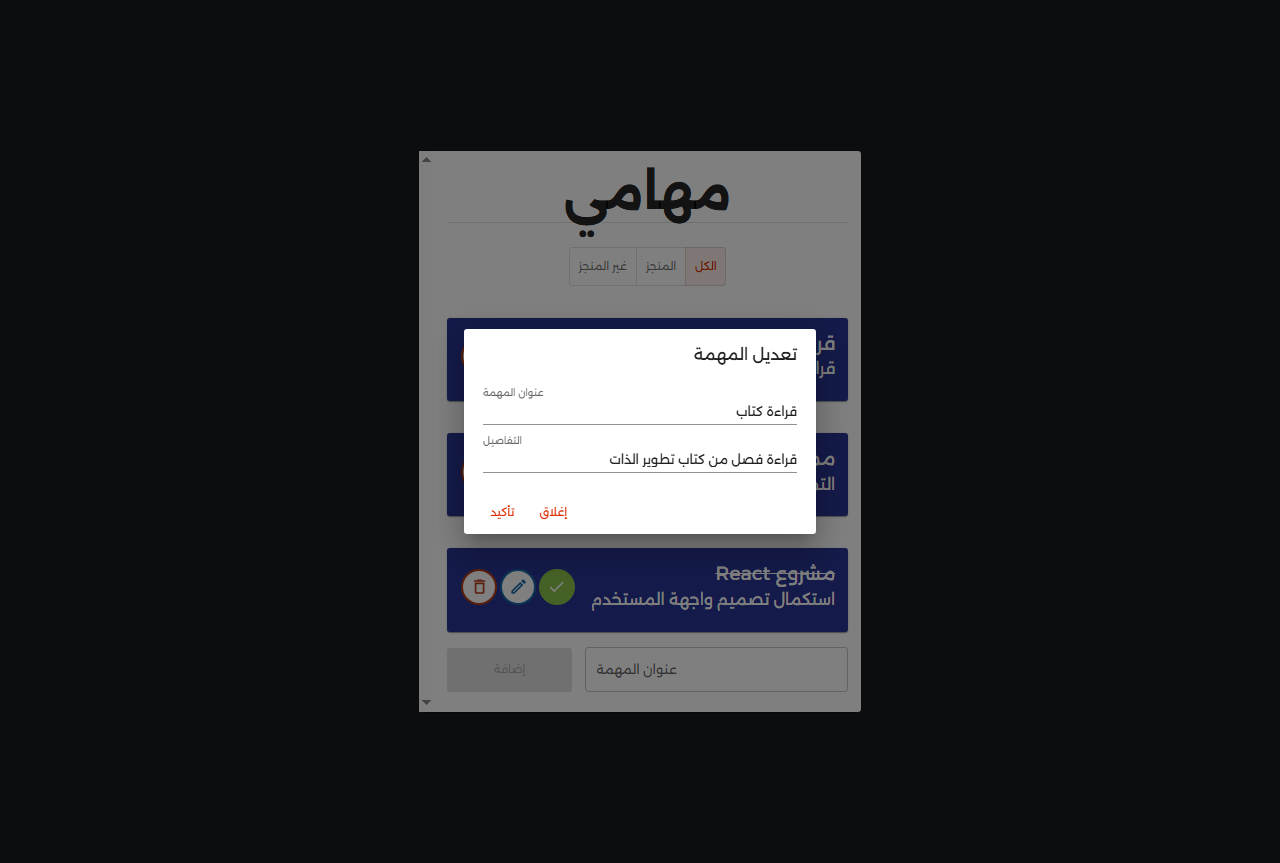 مهامي
الكل المنجز غير المنجز
تعديل المهمة
عنوان المهمة
قراءة كتاب
التفاصيل
قراءة فصل من كتاب تطوير الذات
إغلاق تأكيد
مشروع React
استكمال تصميم واجهة المستخدم
عنوان المهمة إضافة